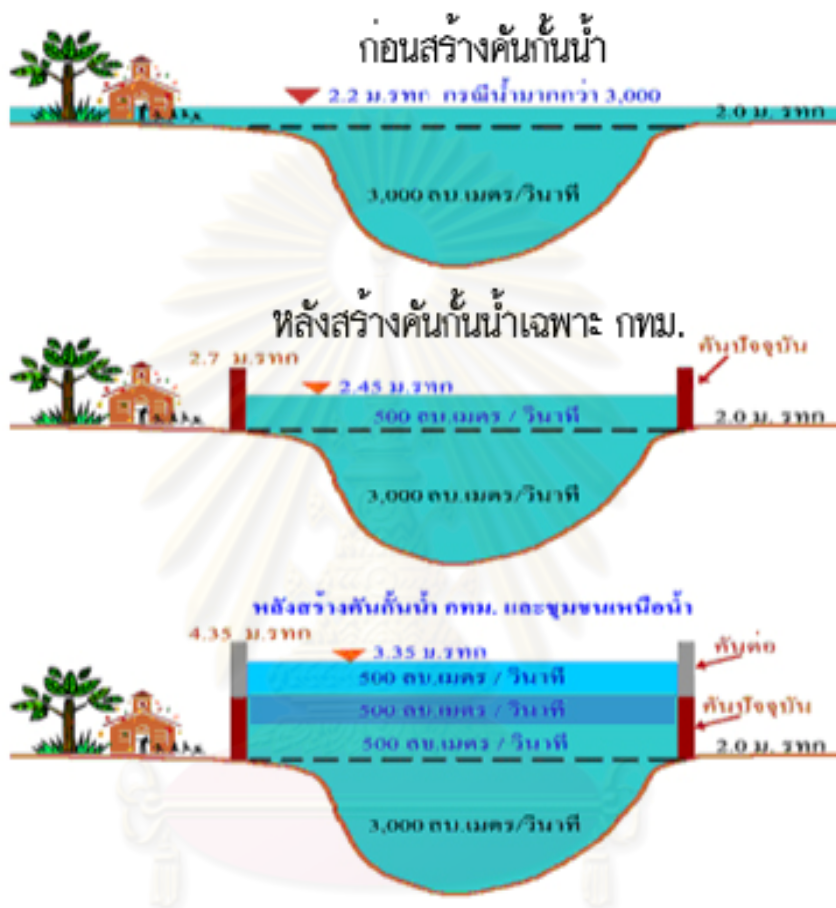 ก่อนสร้างคันกั้นน้ำ
2.2 ม.รทก กรณีน้ำมากกว่า 3,000
2.0 ม. รทก
3,000 ลบ.เมตร/วินาที
หลังสร้างคันกั้นน้ำเฉพาะ กทม.
2.7 ม.รทก
คันปัจจุบัน
2.45 ม.รทก
500 ลบ.เมตร / วินาที
2.0 ม. รทก
3,000 ลบ.เมตร/วินาที
หลังสร้างคันกั้นน้ำ กทม. และชุมชนเหนือน้ำ
4.35 ม.รทก
3.35 ม.รทก
คันต่อ
500 ลบ.เมตร / วินาที
500 ลบ.เมตร / วินาที
คันปัจจุบัน
500 ลบ.เมตร / วินาที
2.0 ม. รทก
3,000 ลบ.เมตร/วินาที